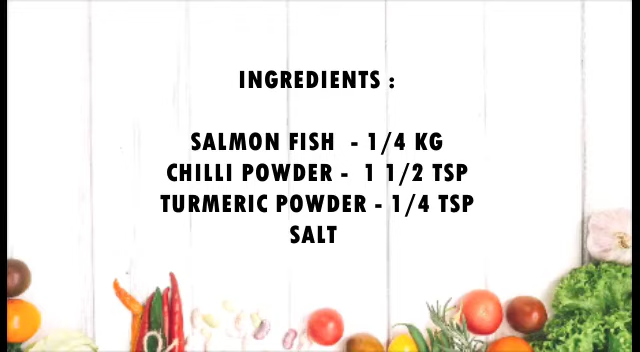 INGREDIENTS :
SALMON FISH - 1/4 KG
CHILLI POWDER - 1 1/2 TSP
TURMERIC POWDER - 1/4 TSP
SALT